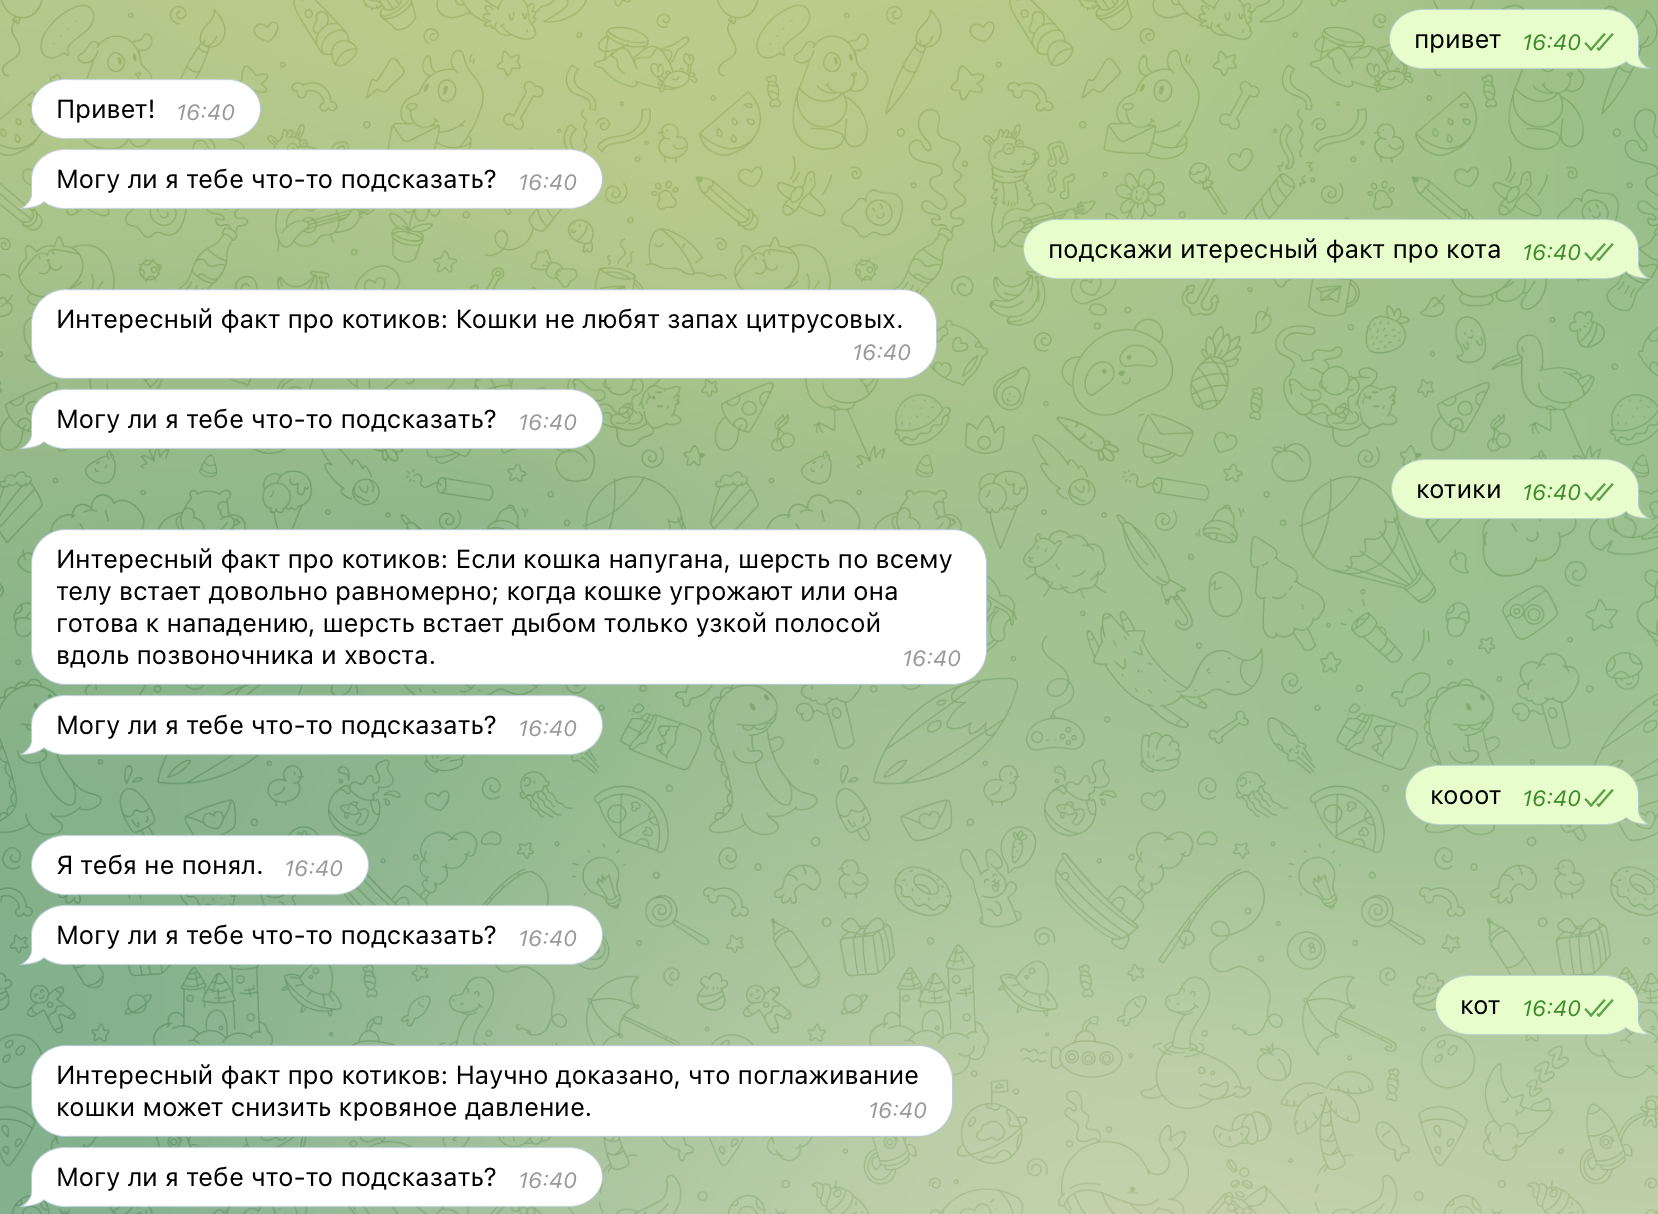 привет 16:40
Привет! 16:40
Могу ли я тебе что-то подсказать? 16:40
подскажи итересный факт про кота 16:40
Интересный факт про котиков: Кошки не любят запах цитрусовых.
16:40
Могу ли я тебе что-то подсказать? 16:40
котики 16:40
Интересный факт про котиков: Если кошка напугана, шерсть по всему
телу встает довольно равномерно; когда кошке угрожают или она
готова к нападению, шерсть встает дыбом только узкой полосой
вдоль позвоночника и хвоста. 16:40
Могу ли я тебе что-то подсказать? 16:40
кооот 16:40
Я тебя не понял. 16:40
Могу ли я тебе что-то подсказать? 16:40
кот 16:40
Интересный факт про котиков: Научно доказано, что поглаживание
кошки может снизить кровяное давление. 16:40
Могу ли я тебе что-то подсказать? 16:40